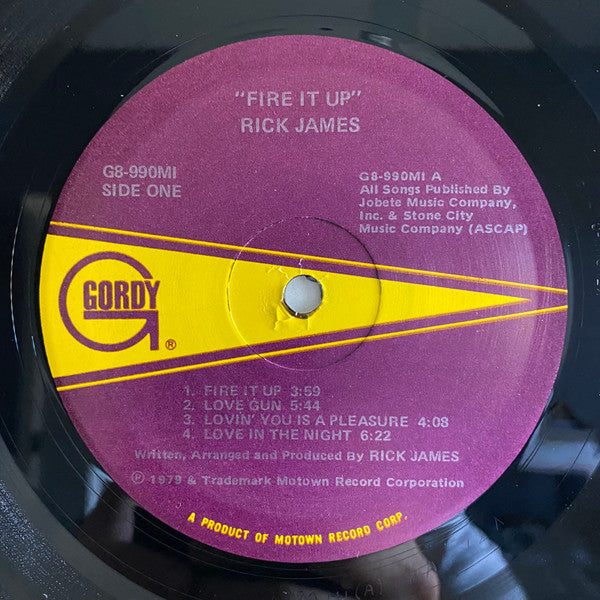 "FIRE IT UP"
RICK JAMES
G8-990MI
SIDE ONE
G8-990MI A
All Songs Published By
Jobete Music Company,
Inc. & Stone City
Music Company (ASCAP)
GORDY
®
1. FIRE IT UP 3:59
2. LOVE GUN 5:44
3. LOVIN' YOU IS A PLEASURE 4:08
4. LOVE IN THE NIGHT 6:22
Written, Arranged and Produced By RICK JAMES
℗ 1979 & Trademark Motown Record Corporation
A PRODUCT OF MOTOWN RECORD CORP.